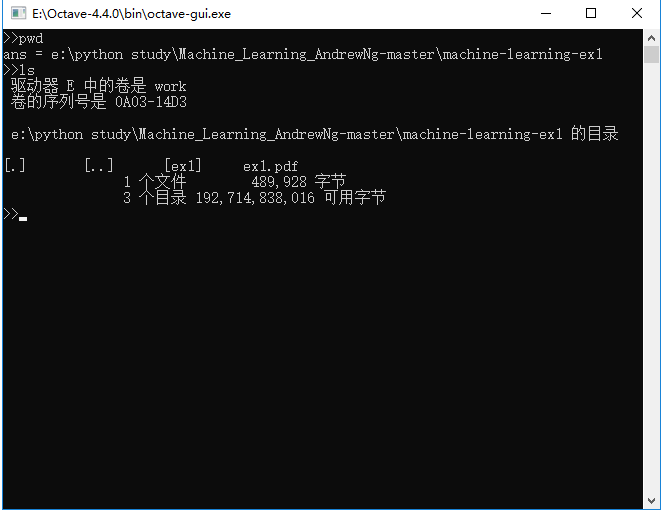 E:\Octave-4.4.0\bin\octave-gui.exe
>>pwd
ans = e:\python study\Machine_Learning_AndrewNg-master\machine-learning-ex1
>>ls
驱动器 E 中的卷是 work
卷的序列号是 0A03-14D3
e:\python study\Machine_Learning_AndrewNg-master\machine-learning-ex1 的目录
[.] [..] [ex1] ex1.pdf
1 个文件 489,928 字节
3 个目录 192,714,838,016 可用字节
>>